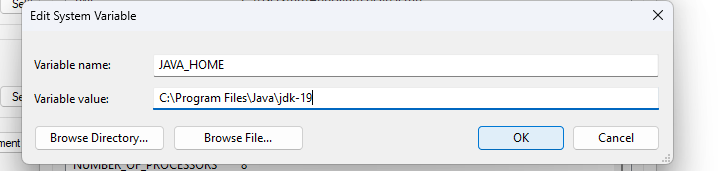 Edit System Variable
Variable name: JAVA_HOME
Variable value: C:\Program Files\Java\jdk-19
Browse Directory... Browse File... OK Cancel
NUMBER_OF_PROCESSORS 8